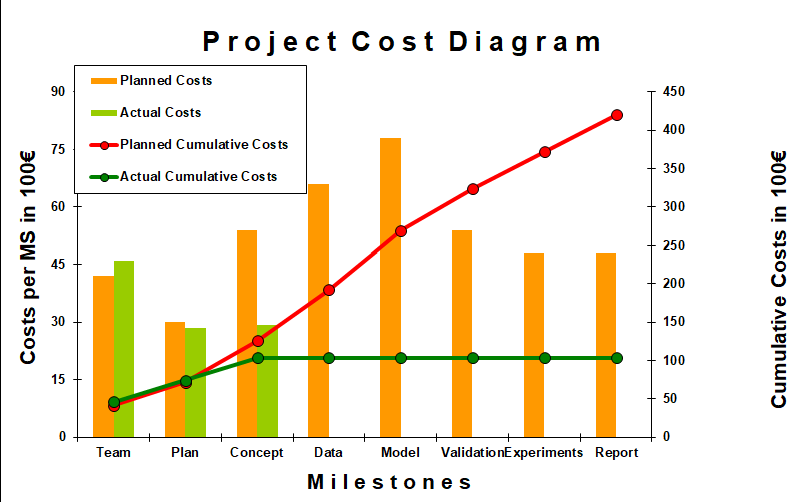 Project Cost Diagram
Planned Costs
Actual Costs
Planned Cumulative Costs
Actual Cumulative Costs
Costs per MS in 100€
90
75
60
45
30
15
0
450
400
350
300
250
200
150
100
50
0
Cumulative Costs in 100€
Team Plan Concept Data Model Validation Experiments Report
Milestones